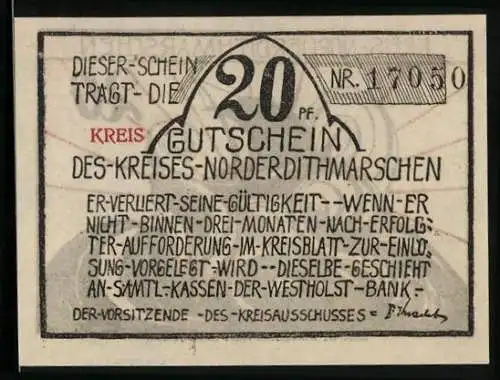 DIESER-SCHEIN
TRAGT-DIE
NR. 17050
20 PF.
KREIS GUTSCHEIN
DES-KREISES-NORDERDITHMARSCHEN
ER-VERLIERT-SEINE-GÜLTIGKEIT--WENN-ER
NICHT-BINNEN-DREI-MONATEN-NACH-ERFOLG-
TER-AUFFORDERUNG-IM-KREISBLATT-ZUR-EINLÖ-
SUNG-VORGELEGT-WIRD--DIESELBE-GESCHIEHT
AN-SÄMTL-KASSEN-DER-WESTHOLST-BANK-
DER-VORSITZENDE-DES-KREISAUSSCHUSSES=